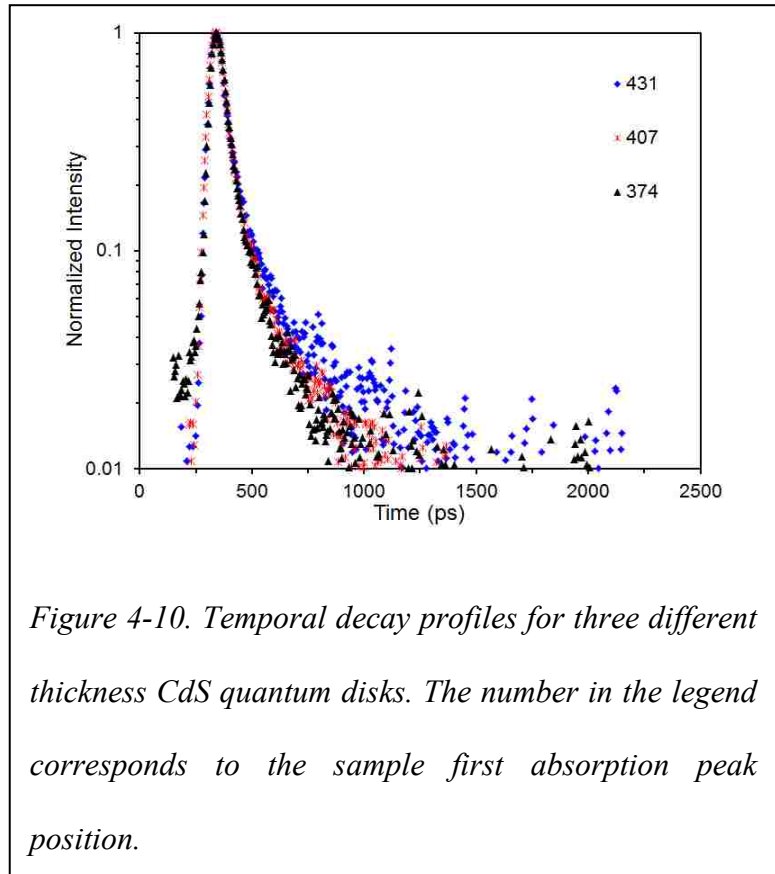 1
431
407
374
0.1
Normalized Intensity
0.01
0 500 1000 1500 2000 2500
Time (ps)
Figure 4-10. Temporal decay profiles for three different
thickness CdS quantum disks. The number in the legend
corresponds to the sample first absorption peak
position.